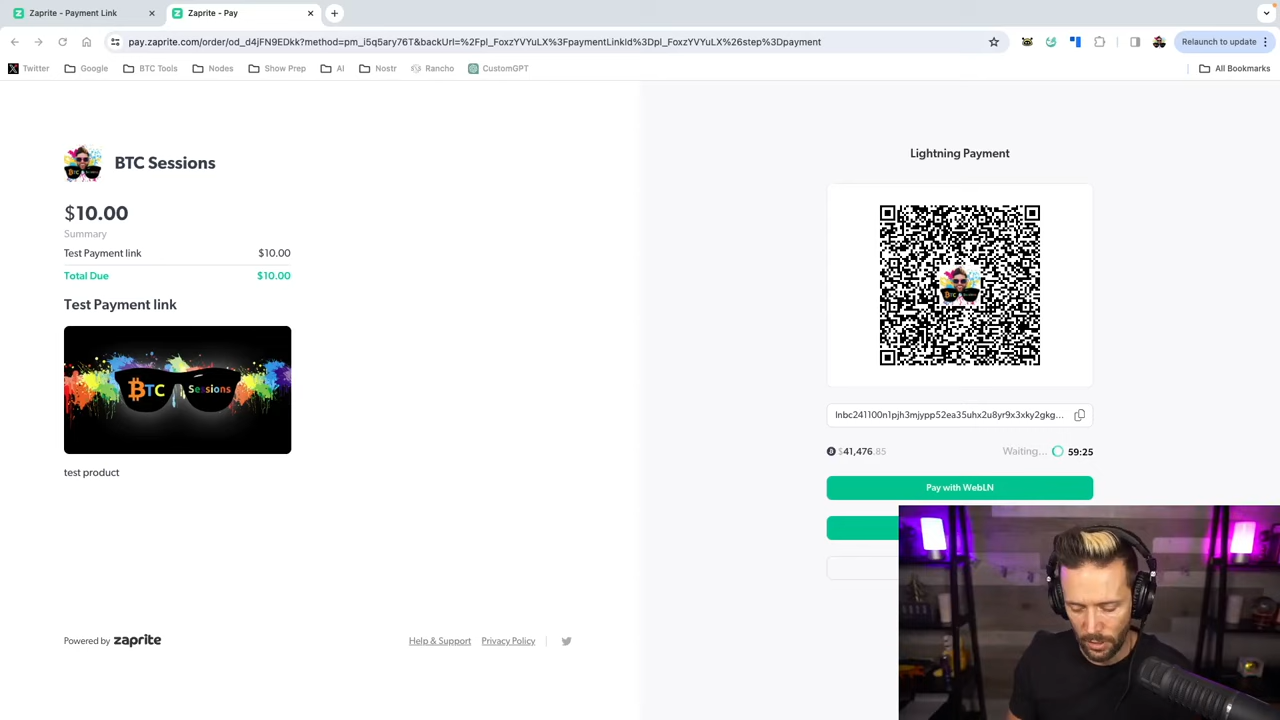 Zaprite - Payment Link
Zaprite - Pay
pay.zaprite.com/order/od_d4jFN9EDkk?method=pm_i5q5ary76T&backUrl=%2Fpl_FoxzYVYuLX%3FpaymentLinkId%3Dpl_FoxzYVYuLX%26step%3Dpayment
Relaunch to update
Twitter Google BTC Tools Nodes Show Prep AI Nostr Rancho CustomGPT All Bookmarks
BTC Sessions
$10.00
Summary
Test Payment link $10.00
Total Due $10.00
Test Payment link
BTC Sessions
test product
Powered by zaprite
Help & Support Privacy Policy
Lightning Payment
lnbc241100n1pjh3mjypp52ea35uhx2u8yr9x3xky2gkg...
$41,476.85 Waiting... 59:25
Pay with WebLN